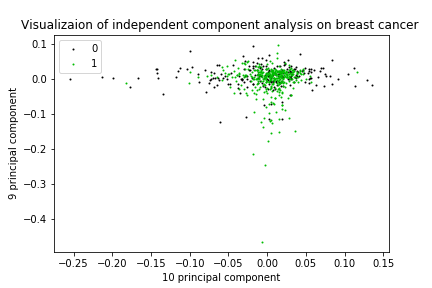 Visualizaion of independent component analysis on breast cancer
0
1
0.1
0.0
−0.1
−0.2
−0.3
−0.4
9 principal component
−0.25 −0.20 −0.15 −0.10 −0.05 0.00 0.05 0.10 0.15
10 principal component